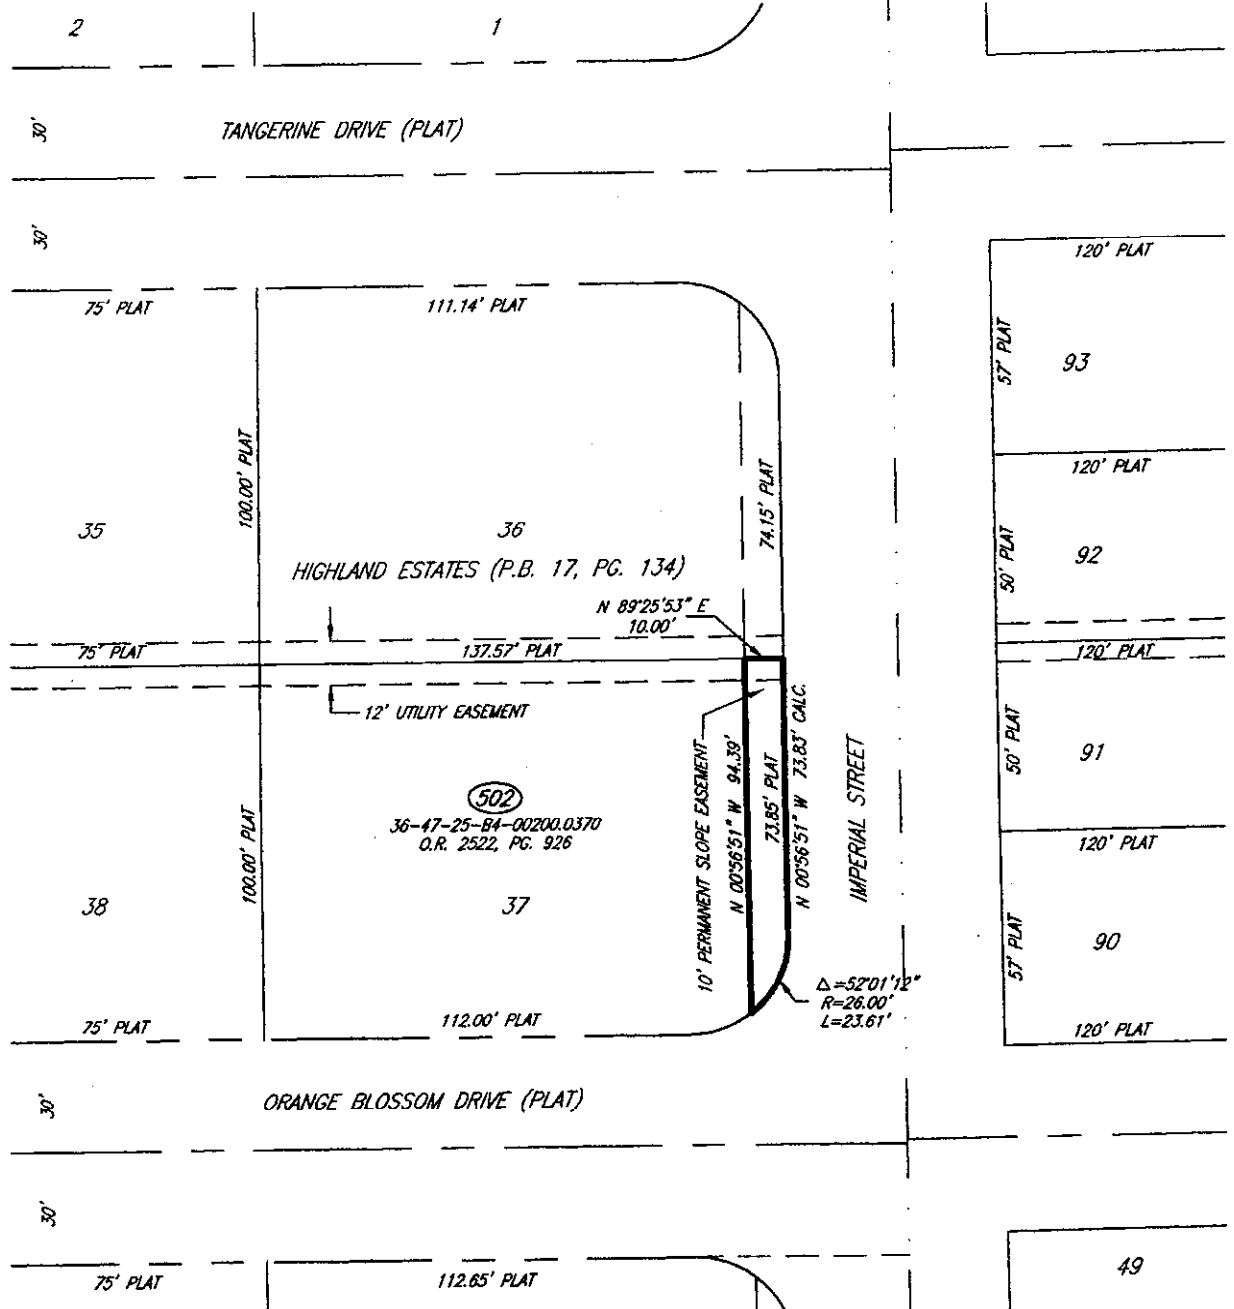 2
1
30'
TANGERINE DRIVE (PLAT)
30'
75' PLAT
111.14' PLAT
120' PLAT
57' PLAT
93
100.00' PLAT
74.15' PLAT
120' PLAT
35
36
50' PLAT
92
HIGHLAND ESTATES (P.B. 17, PG. 134)
N 89°25'53" E
10.00'
75' PLAT
137.57' PLAT
120' PLAT
12' UTILITY EASEMENT
10' PERMANENT SLOPE EASEMENT
N 00°56'51" W 94.39'
73.85' PLAT
N 00°56'51" W 73.83' CALC.
IMPERIAL STREET
50' PLAT
91
502
36-47-25-B4-00200.0370
O.R. 2522, PG. 926
120' PLAT
100.00' PLAT
38
37
57' PLAT
90
Δ=52°01'12"
R=26.00'
L=23.61'
75' PLAT
112.00' PLAT
120' PLAT
30'
ORANGE BLOSSOM DRIVE (PLAT)
30'
75' PLAT
112.65' PLAT
49